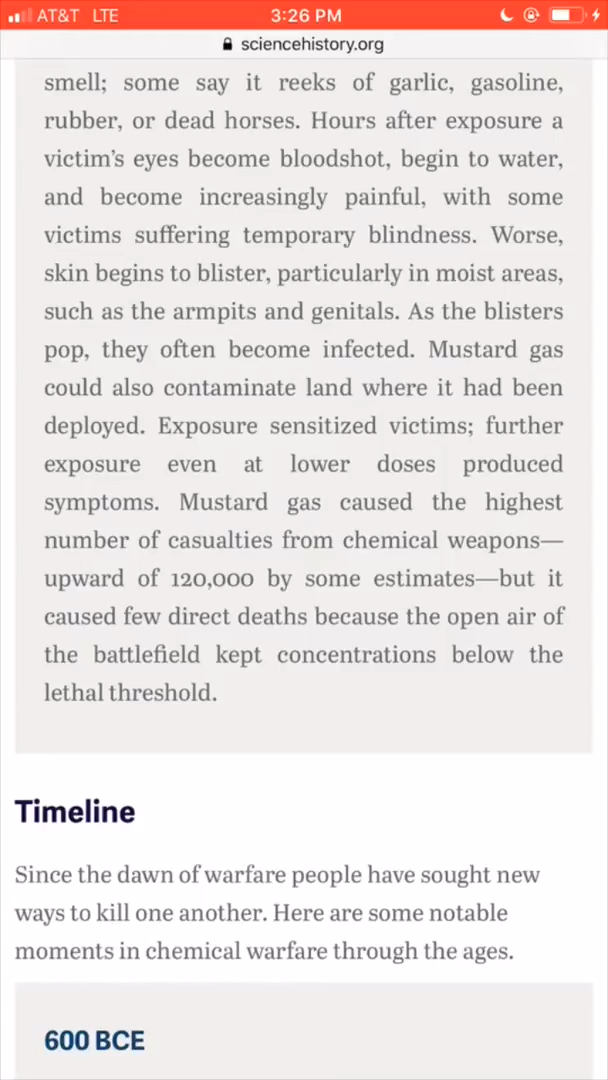 AT&T LTE 3:26 PM
sciencehistory.org
smell; some say it reeks of garlic, gasoline,
rubber, or dead horses. Hours after exposure a
victim’s eyes become bloodshot, begin to water,
and become increasingly painful, with some
victims suffering temporary blindness. Worse,
skin begins to blister, particularly in moist areas,
such as the armpits and genitals. As the blisters
pop, they often become infected. Mustard gas
could also contaminate land where it had been
deployed. Exposure sensitized victims; further
exposure even at lower doses produced
symptoms. Mustard gas caused the highest
number of casualties from chemical weapons—
upward of 120,000 by some estimates—but it
caused few direct deaths because the open air of
the battlefield kept concentrations below the
lethal threshold.
Timeline
Since the dawn of warfare people have sought new
ways to kill one another. Here are some notable
moments in chemical warfare through the ages.
600 BCE